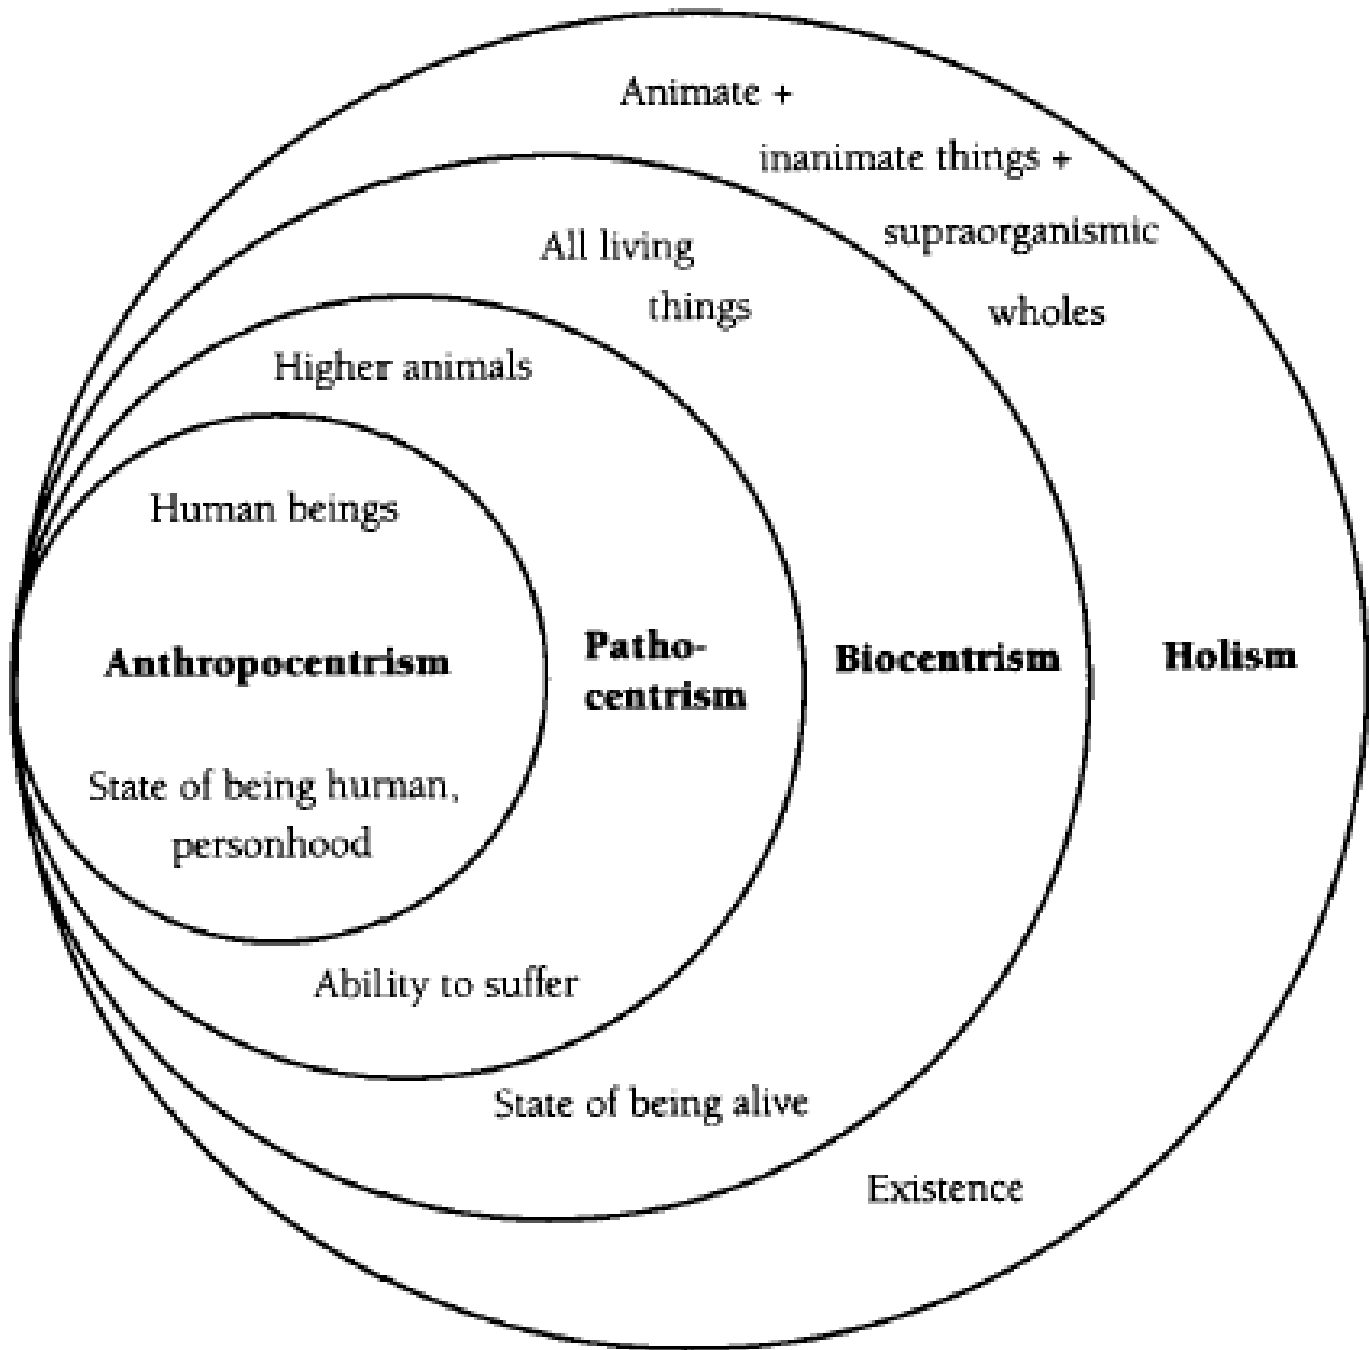 Animate +
inanimate things +
supraorganismic
wholes
All living
things
Higher animals
Human beings
Anthropocentrism
Patho-
centrism
Biocentrism
Holism
State of being human,
personhood
Ability to suffer
State of being alive
Existence